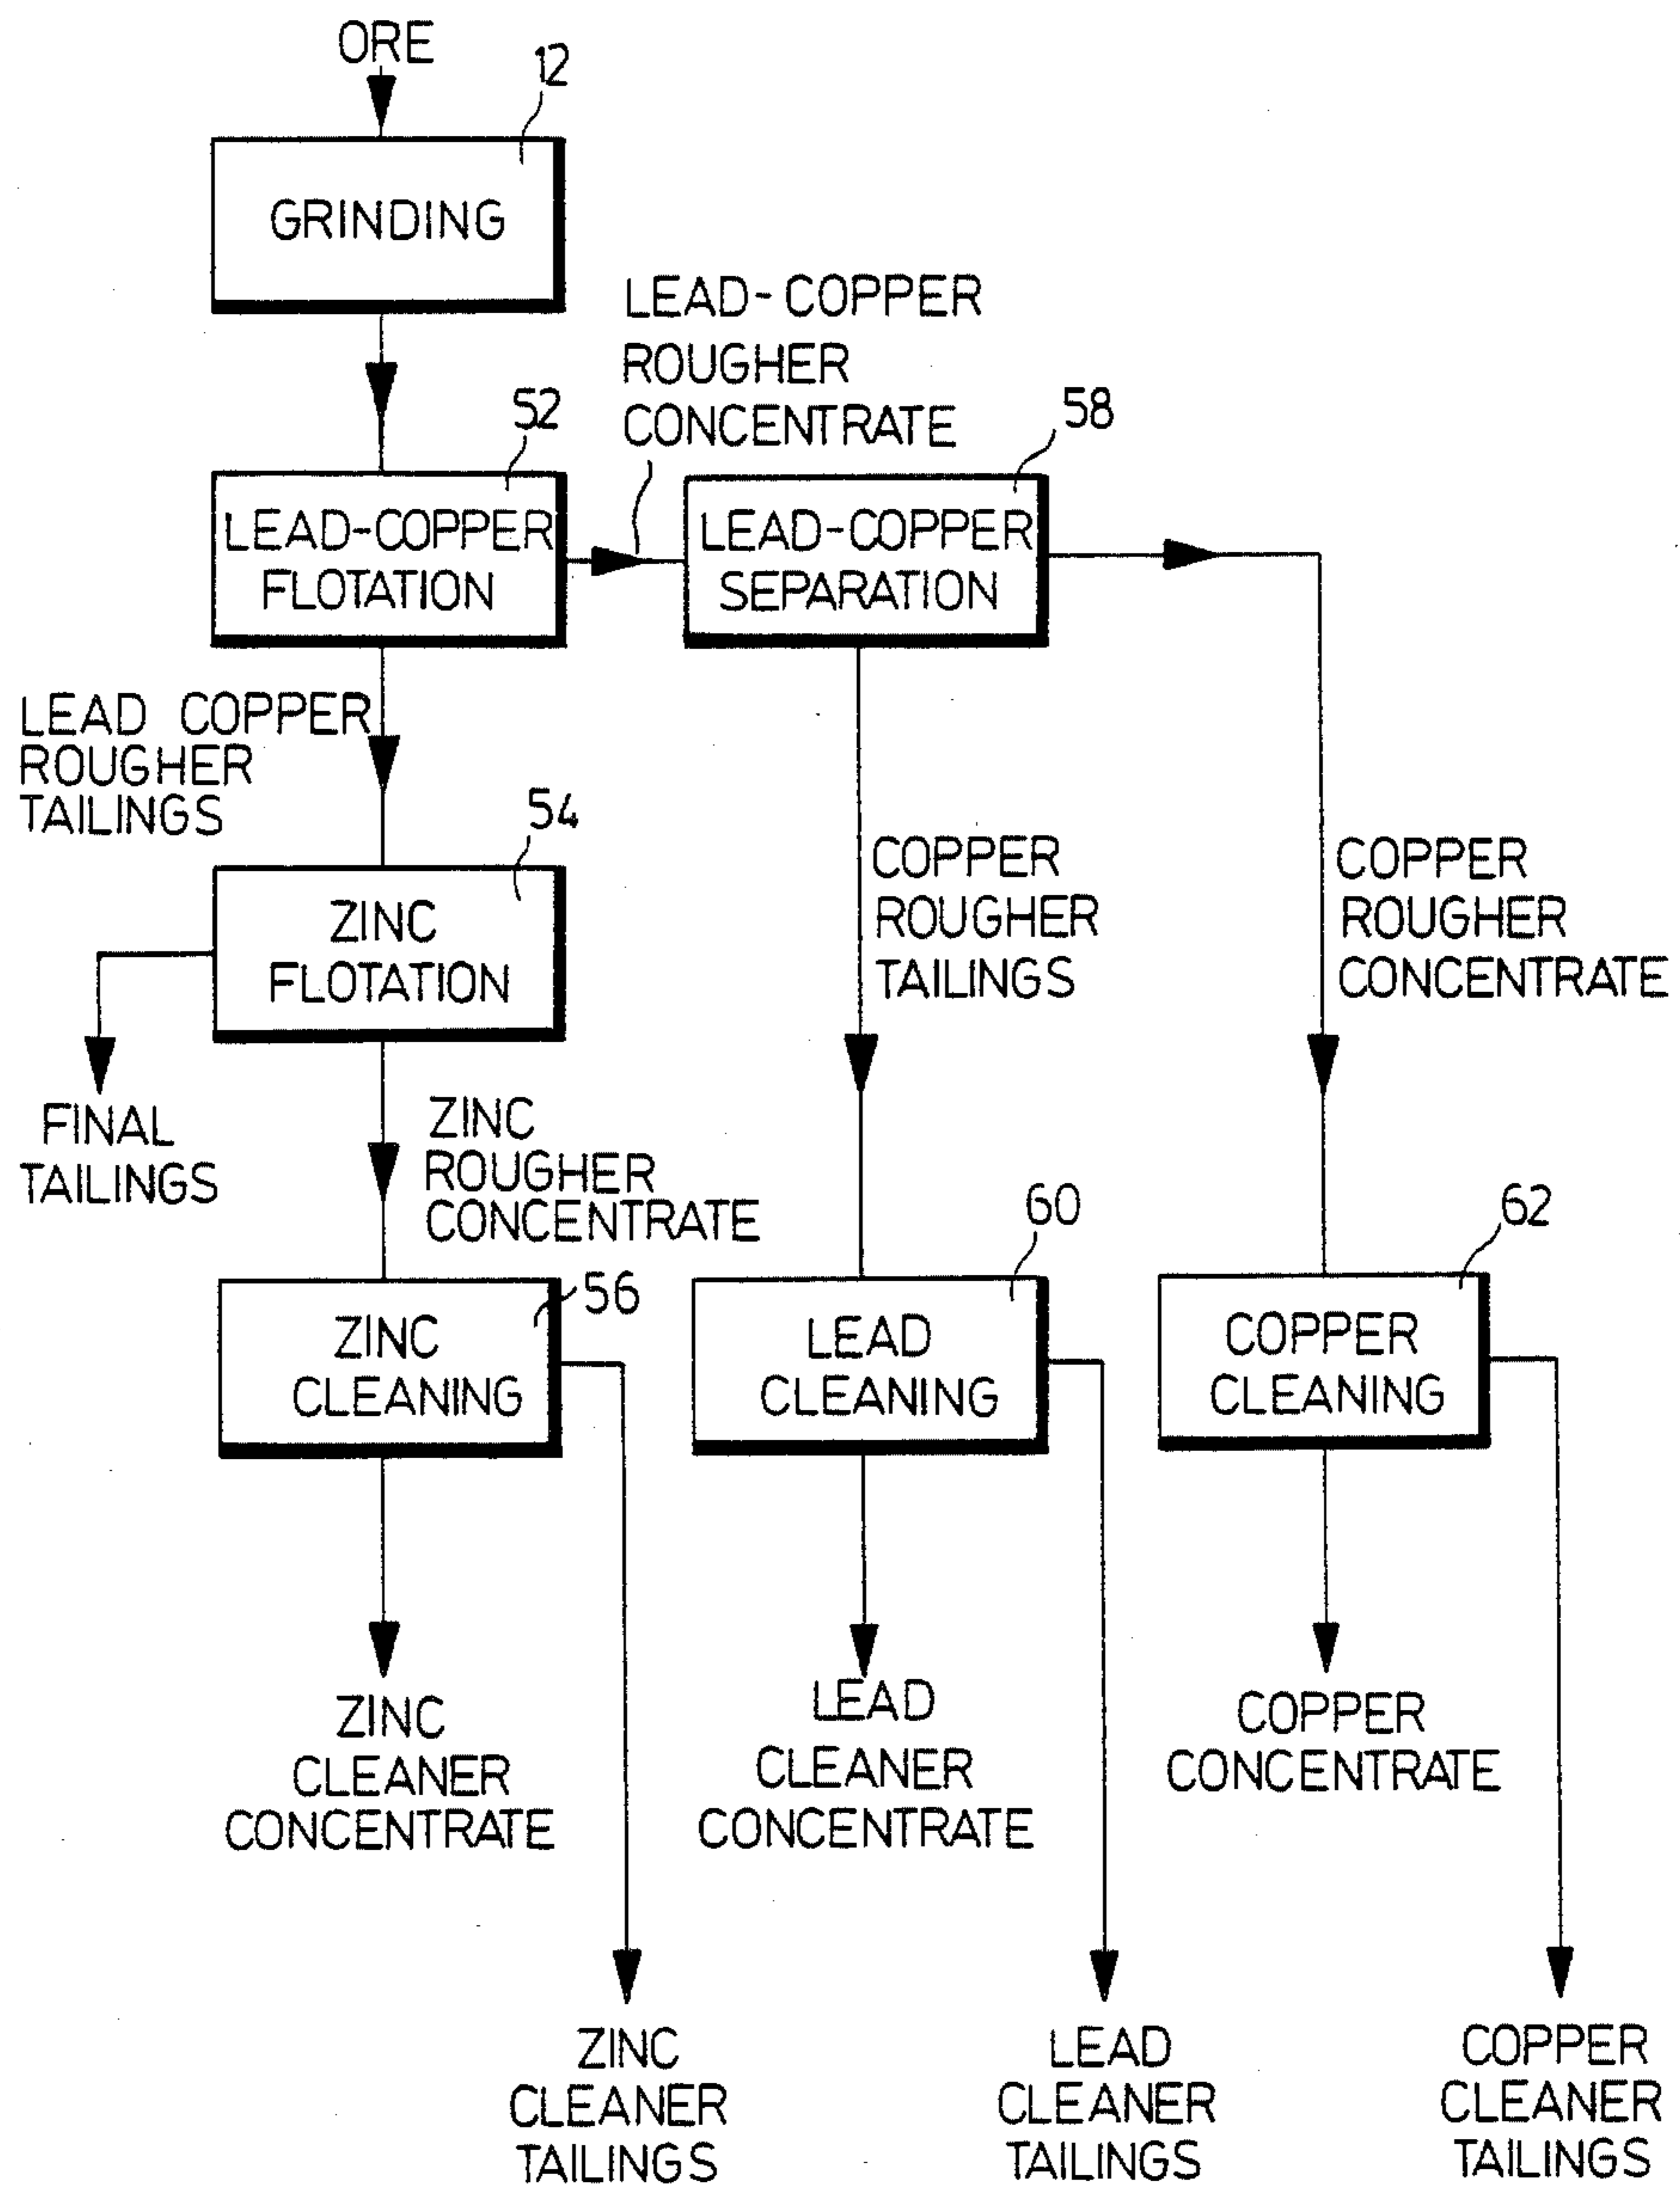 ORE
12
GRINDING
LEAD-COPPER
ROUGHER
CONCENTRATE
52
58
LEAD-COPPER
FLOTATION
LEAD-COPPER
SEPARATION
LEAD COPPER
ROUGHER
TAILINGS
54
ZINC
FLOTATION
COPPER
ROUGHER
TAILINGS
COPPER
ROUGHER
CONCENTRATE
FINAL
TAILINGS
ZINC
ROUGHER
CONCENTRATE
56
ZINC
CLEANING
60
LEAD
CLEANING
62
COPPER
CLEANING
ZINC
CLEANER
CONCENTRATE
LEAD
CLEANER
CONCENTRATE
COPPER
CONCENTRATE
ZINC
CLEANER
TAILINGS
LEAD
CLEANER
TAILINGS
COPPER
CLEANER
TAILINGS